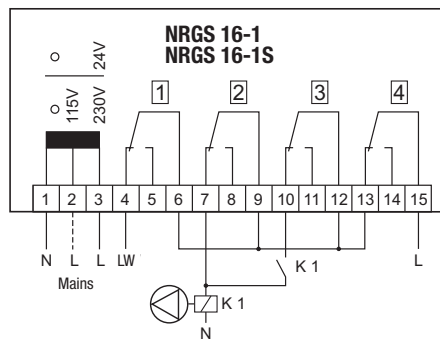 NRGS 16-1
NRGS 16-1S
24V
115V
230V
1 2 3 4
1 2 3 4 5 6 7 8 9 10 11 12 13 14 15
N L L LW L
Mains
K 1
K 1
N